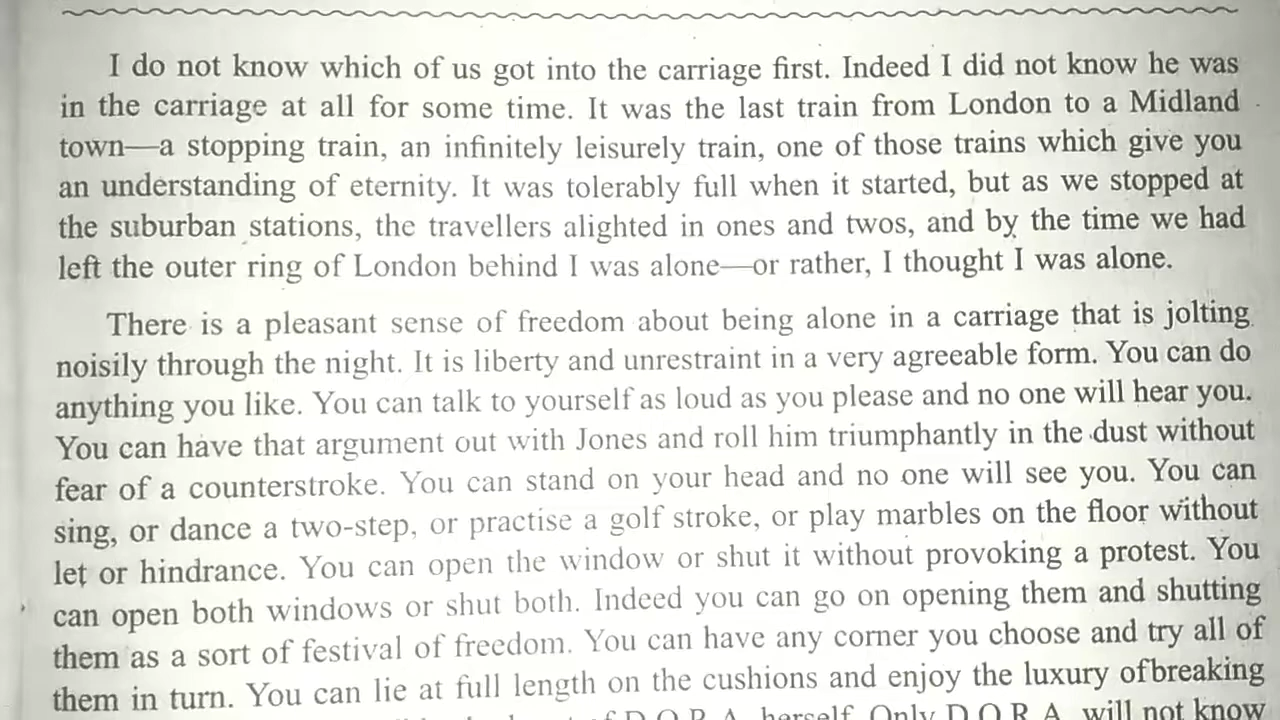 I do not know which of us got into the carriage first. Indeed I did not know he was
in the carriage at all for some time. It was the last train from London to a Midland
town—a stopping train, an infinitely leisurely train, one of those trains which give you
an understanding of eternity. It was tolerably full when it started, but as we stopped at
the suburban stations, the travellers alighted in ones and twos, and by the time we had
left the outer ring of London behind I was alone—or rather, I thought I was alone.
There is a pleasant sense of freedom about being alone in a carriage that is jolting
noisily through the night. It is liberty and unrestraint in a very agreeable form. You can do
anything you like. You can talk to yourself as loud as you please and no one will hear you.
You can have that argument out with Jones and roll him triumphantly in the dust without
fear of a counterstroke. You can stand on your head and no one will see you. You can
sing, or dance a two-step, or practise a golf stroke, or play marbles on the floor without
let or hindrance. You can open the window or shut it without provoking a protest. You
can open both windows or shut both. Indeed you can go on opening them and shutting
them as a sort of festival of freedom. You can have any corner you choose and try all of
them in turn. You can lie at full length on the cushions and enjoy the luxury of breaking
of D.O.R.A. herself. Only D.O.R.A. will not know